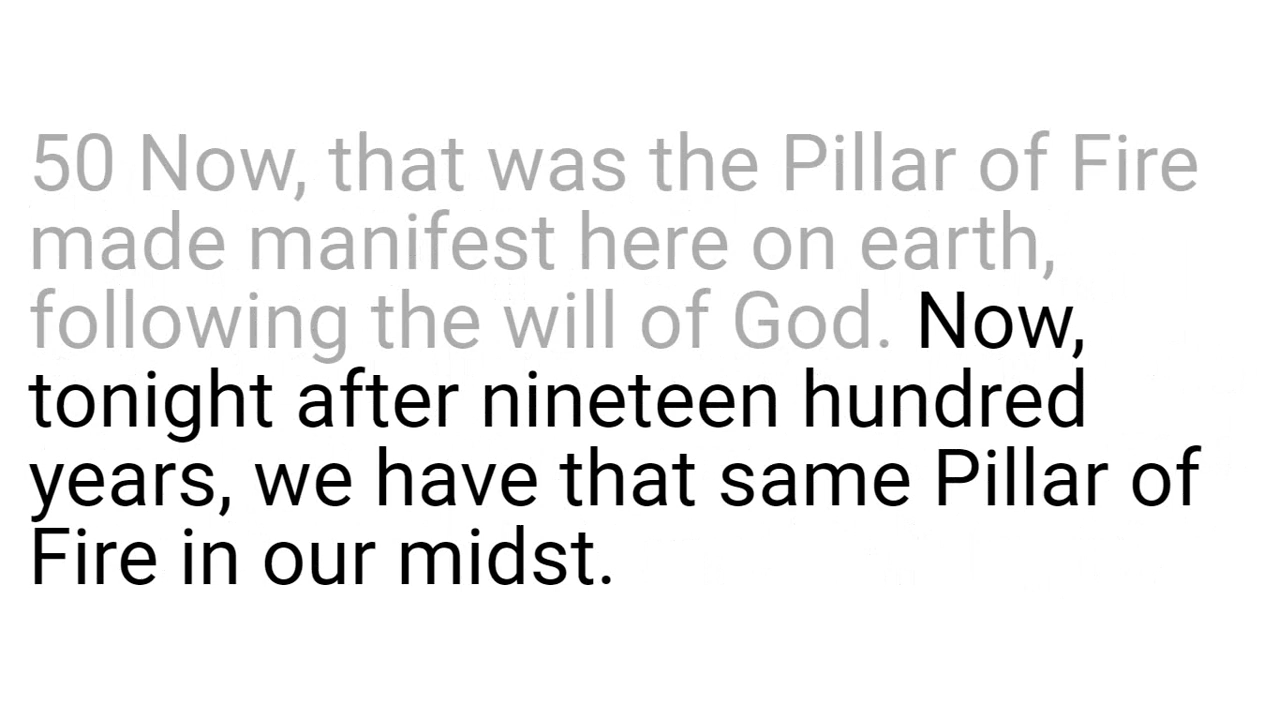 50 Now, that was the Pillar of Fire
made manifest here on earth,
following the will of God. Now,
tonight after nineteen hundred
years, we have that same Pillar of
Fire in our midst.